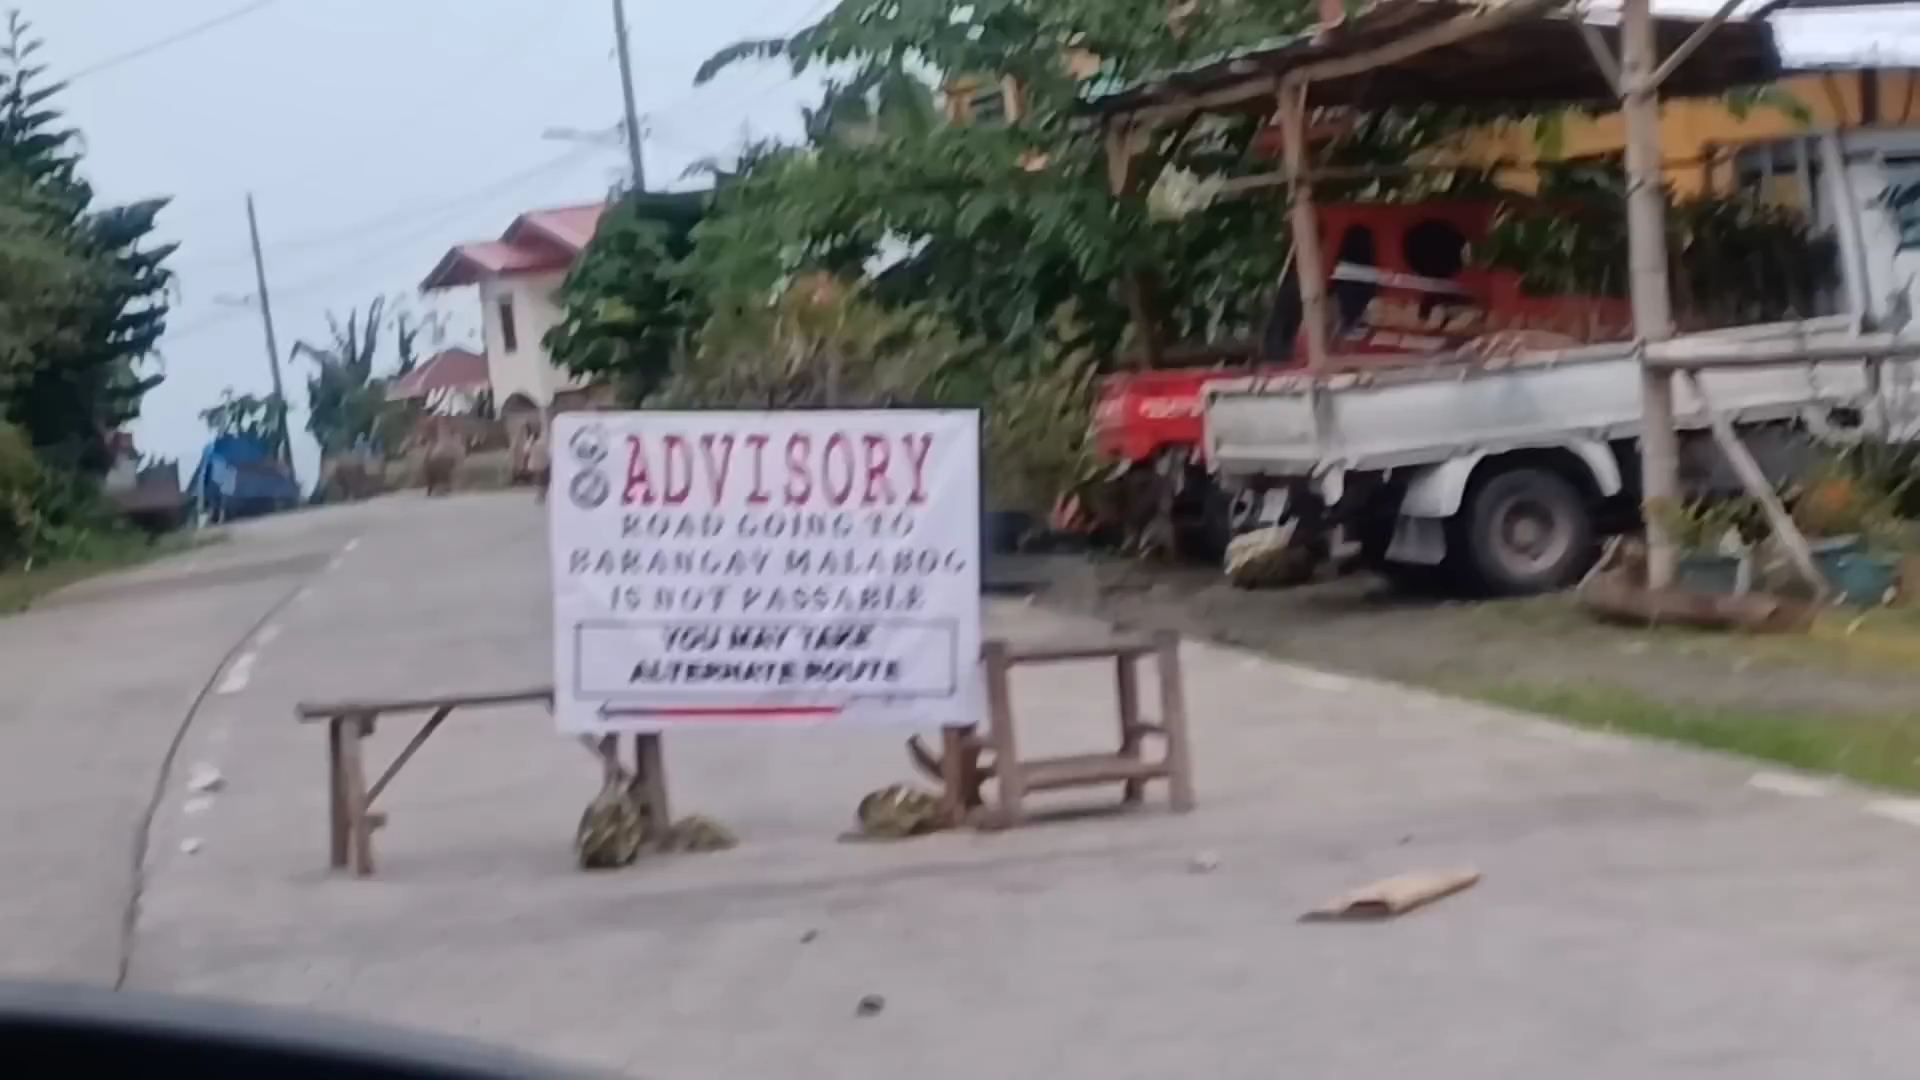 ADVISORY
ROAD GOING TO
BARANGAY MALABOG
IS NOT PASSABLE
YOU MAY TAKE
ALTERNATE ROUTE